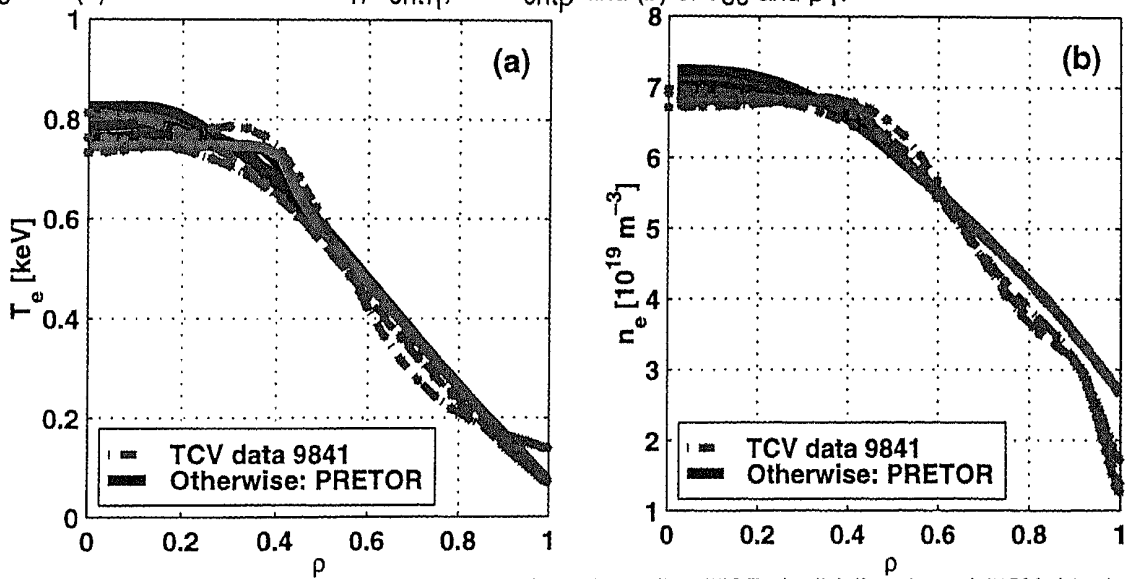 (a)
T_e [keV]
1
0.8
0.6
0.4
0.2
0
TCV data 9841
Otherwise: PRETOR
0 0.2 0.4 0.6 0.8 1
ρ
(b)
n_e [10^19 m^-3]
8
7
6
5
4
3
2
1
TCV data 9841
Otherwise: PRETOR
0 0.2 0.4 0.6 0.8 1
ρ